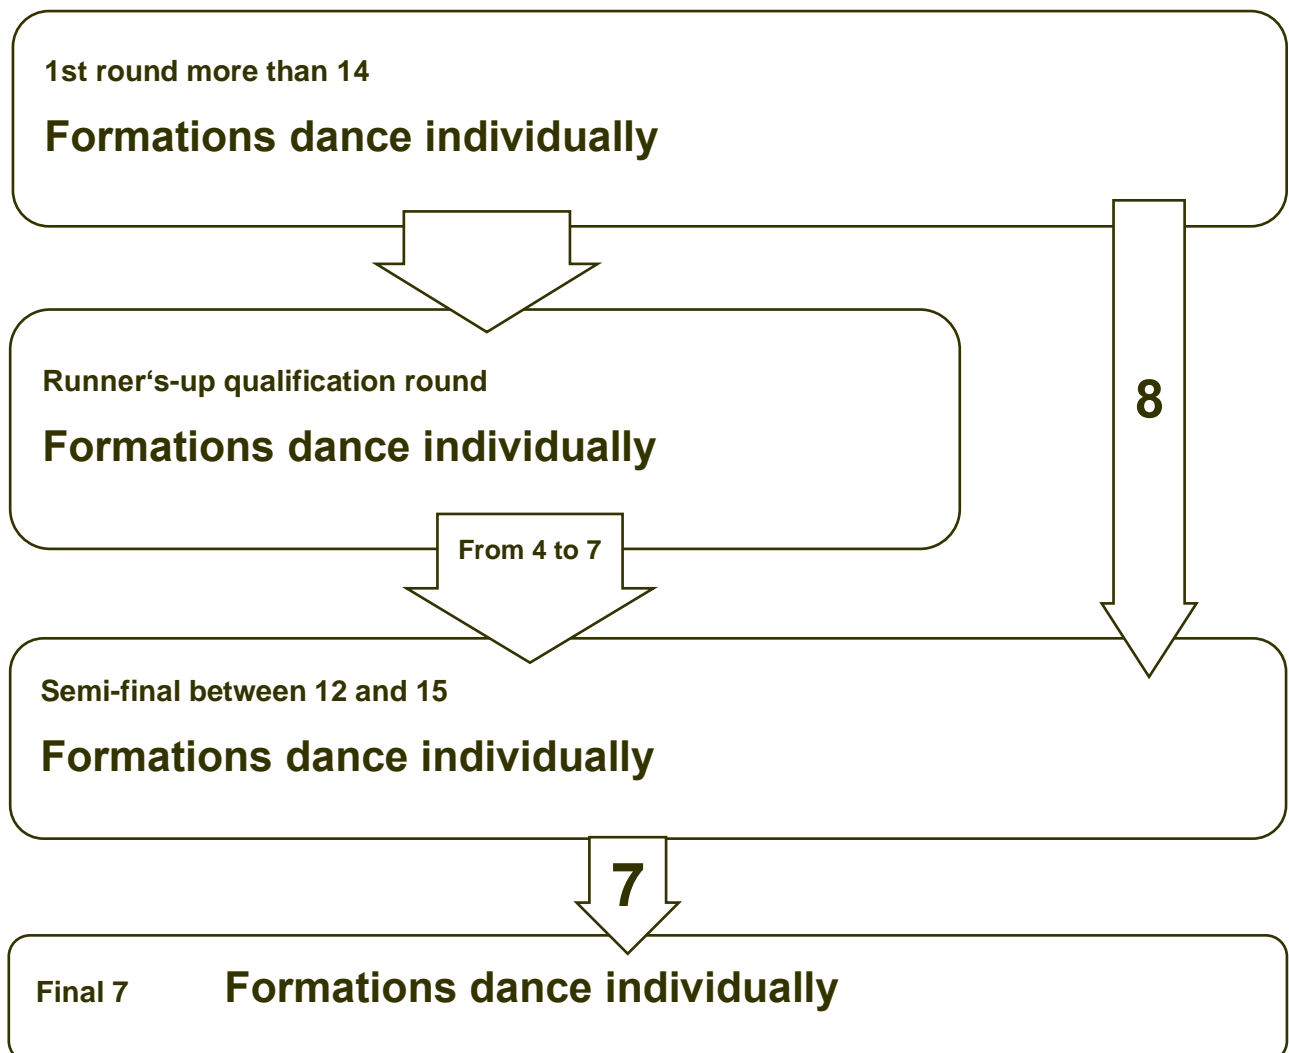 1st round more than 14
Formations dance individually
Runner‘s-up qualification round
Formations dance individually
8
From 4 to 7
Semi-final between 12 and 15
Formations dance individually
7
Final 7 Formations dance individually